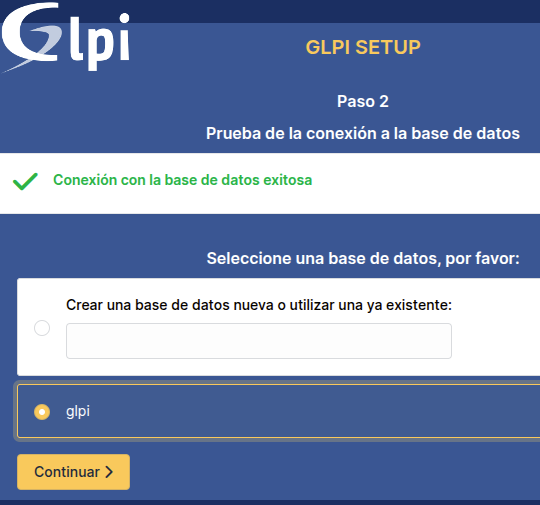 Glpi
GLPI SETUP
Paso 2
Prueba de la conexión a la base de datos
Conexión con la base de datos exitosa
Seleccione una base de datos, por favor:
Crear una base de datos nueva o utilizar una ya existente:
glpi
Continuar